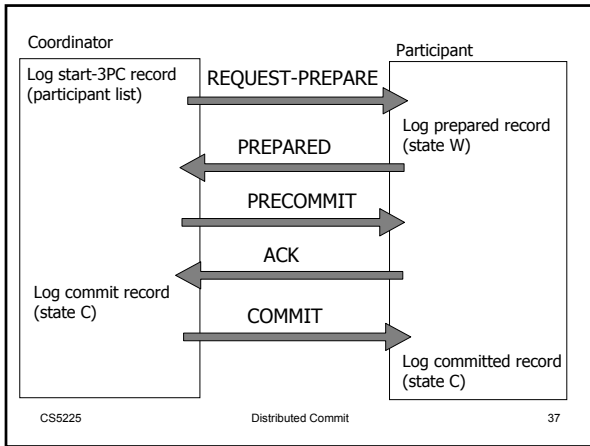 Coordinator
Participant
Log start-3PC record
(participant list)
REQUEST-PREPARE
Log prepared record
(state W)
PREPARED
PRECOMMIT
ACK
Log commit record
(state C)
COMMIT
Log committed record
(state C)
CS5225
Distributed Commit
37